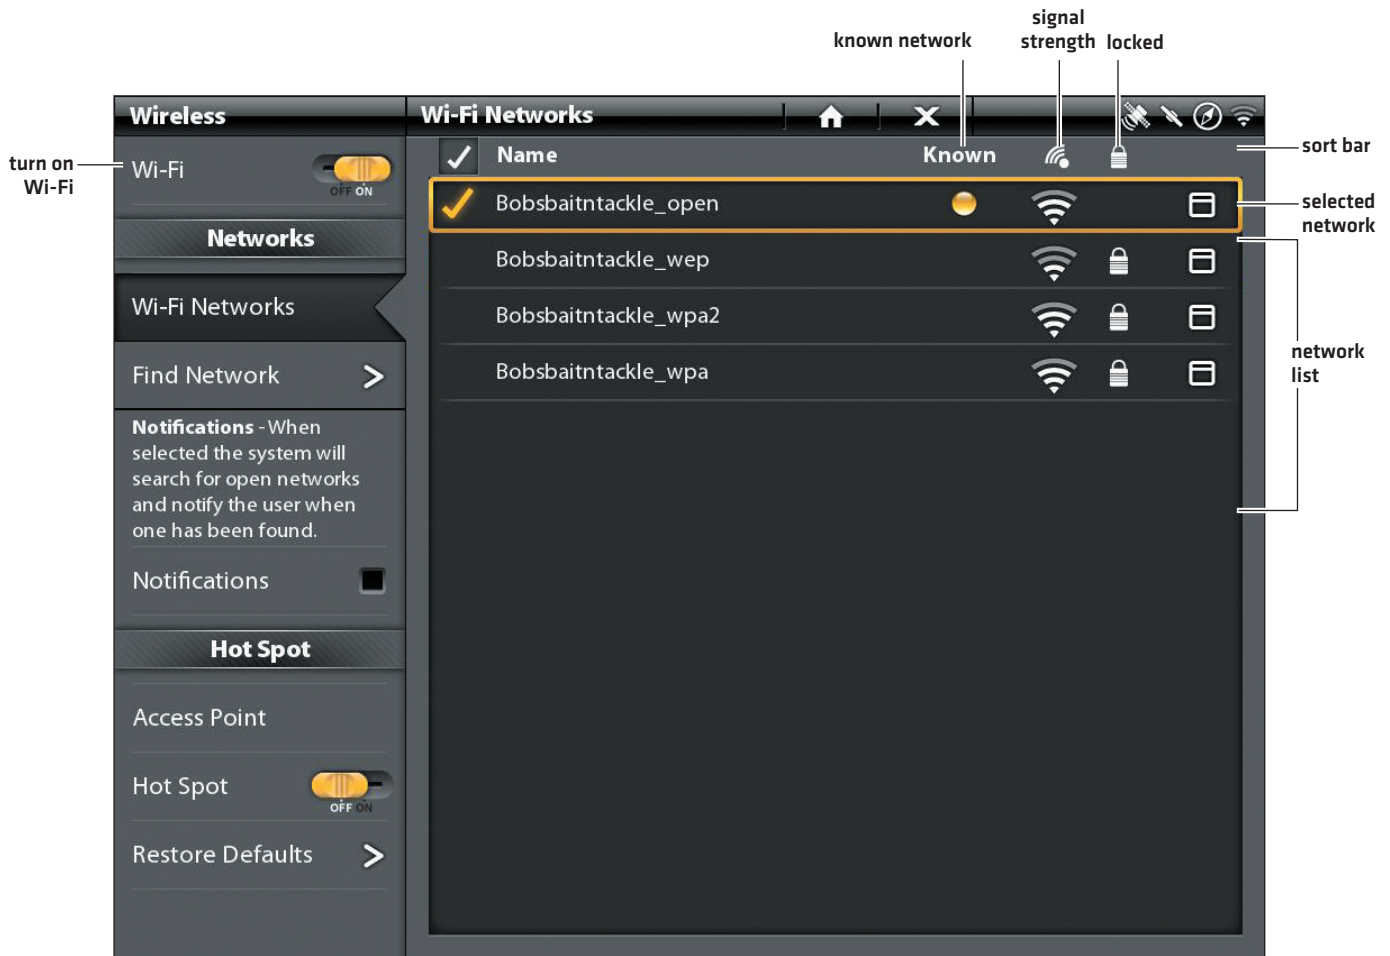 signal
strength
known network
locked
Wireless
Wi-Fi Networks
turn on
Wi-Fi
Wi-Fi
OFF ON
Name
Known
sort bar
Bobsbaitntackle_open
selected
network
Networks
Bobsbaitntackle_wep
Wi-Fi Networks
Bobsbaitntackle_wpa2
network
list
Find Network
Bobsbaitntackle_wpa
Notifications - When
selected the system will
search for open networks
and notify the user when
one has been found.
Notifications
Hot Spot
Access Point
Hot Spot
OFF ON
Restore Defaults